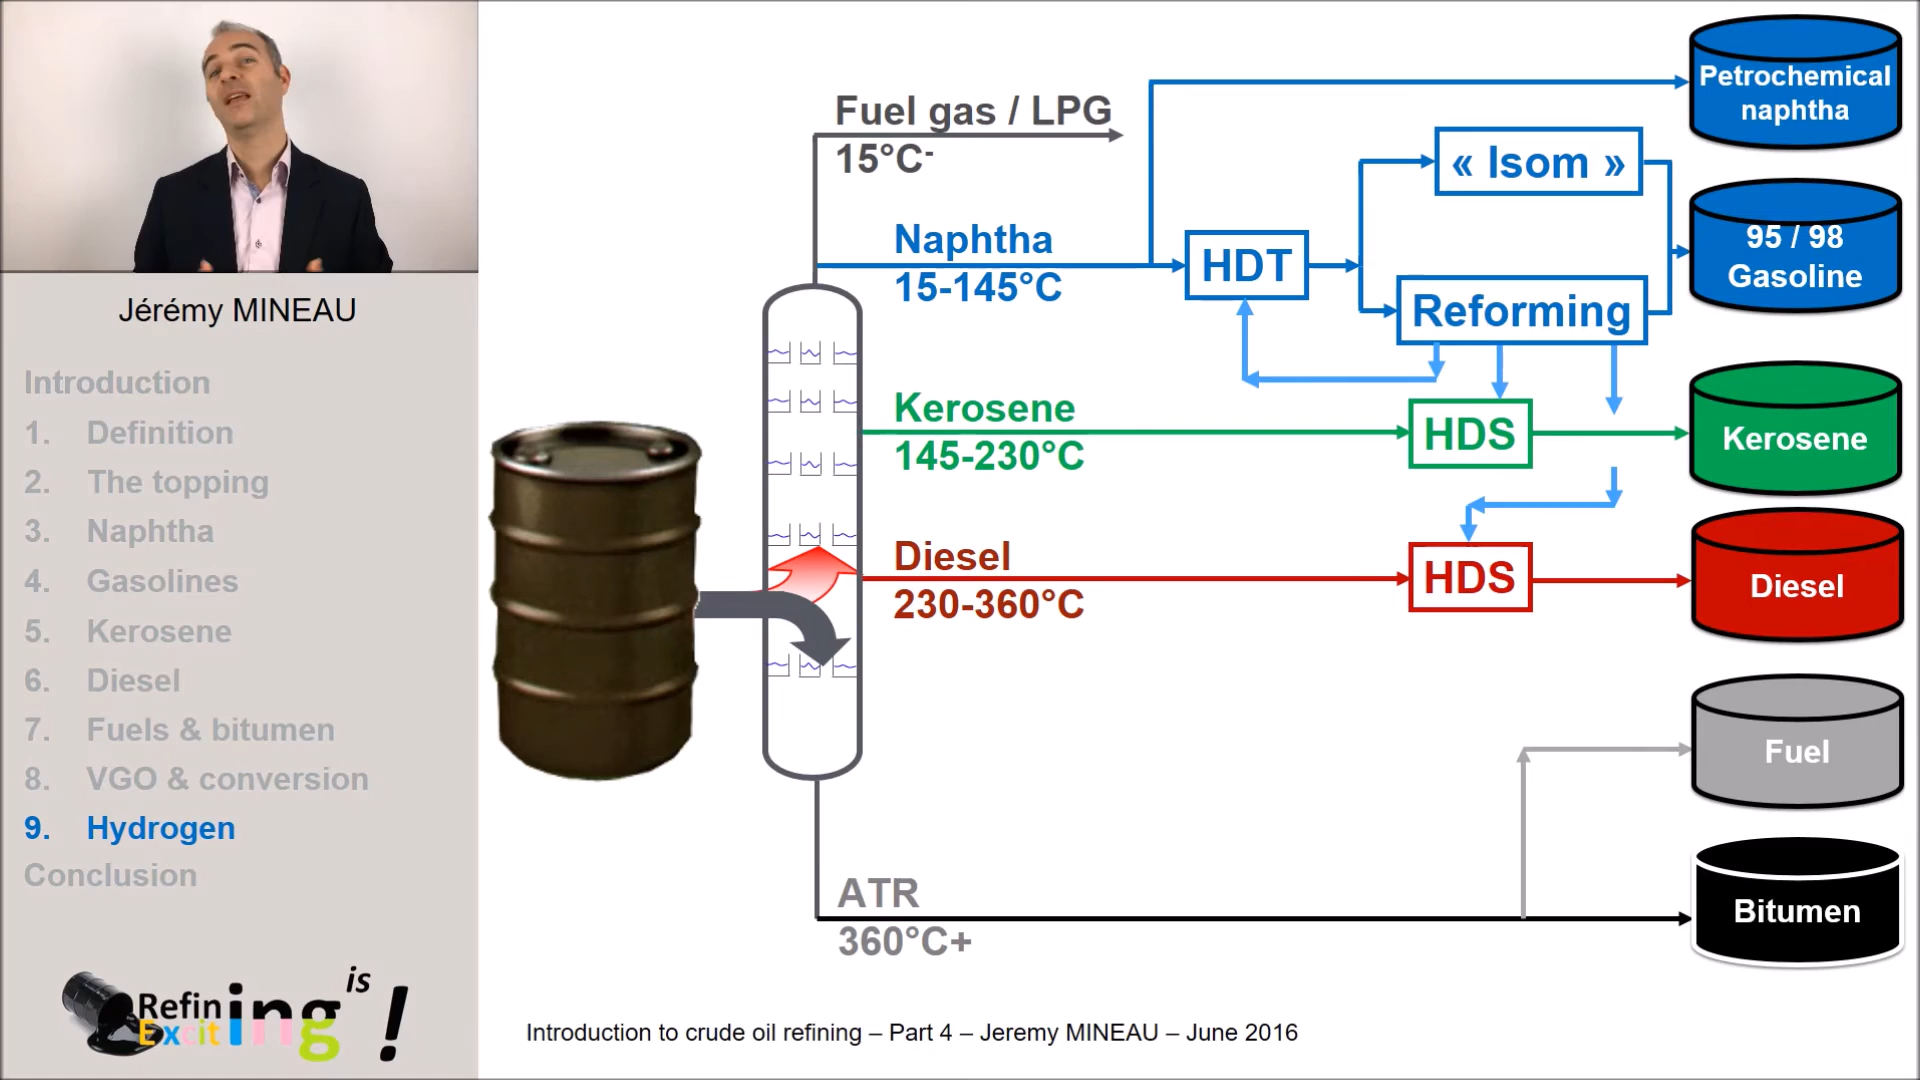 Jérémy MINEAU
Introduction
1. Definition
2. The topping
3. Naphtha
4. Gasolines
5. Kerosene
6. Diesel
7. Fuels & bitumen
8. VGO & conversion
9. Hydrogen
Conclusion
Refining
is
Exciting
!
Fuel gas / LPG
15°C-
Naphtha
15-145°C
HDT
« Isom »
Reforming
Petrochemical
naphtha
95 / 98
Gasoline
Kerosene
145-230°C
HDS
Kerosene
Diesel
230-360°C
HDS
Diesel
Fuel
ATR
360°C+
Bitumen
Introduction to crude oil refining – Part 4 – Jeremy MINEAU – June 2016